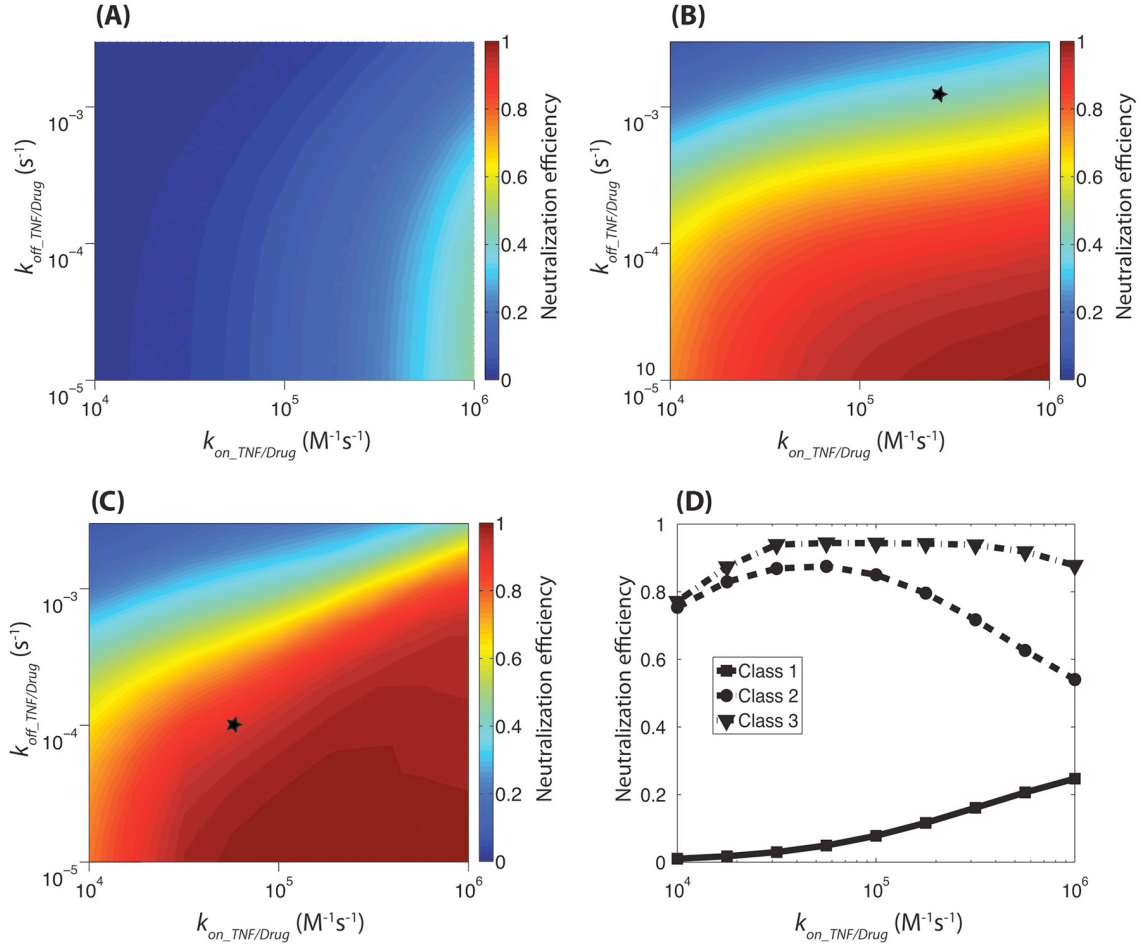 (A)
10⁻³
10⁻⁴
10⁻⁵
k_off_TNF/Drug (s⁻¹)
10⁴
10⁵
10⁶
k_on_TNF/Drug (M⁻¹s⁻¹)
1
0.8
0.6
0.4
0.2
0
Neutralization efficiency
(B)
10⁻³
10⁻⁴
10
10⁻⁵
k_off_TNF/Drug (s⁻¹)
10⁴
10⁵
10⁶
k_on_TNF/Drug (M⁻¹s⁻¹)
1
0.8
0.6
0.4
0.2
0
Neutralization efficiency
(C)
10⁻³
10⁻⁴
10⁻⁵
k_off_TNF/Drug (s⁻¹)
10⁴
10⁵
10⁶
k_on_TNF/Drug (M⁻¹s⁻¹)
1
0.8
0.6
0.4
0.2
0
Neutralization efficiency
(D)
1
0.8
0.6
0.4
0.2
0
Neutralization efficiency
Class 1
Class 2
Class 3
10⁴
10⁵
10⁶
k_on_TNF/Drug (M⁻¹s⁻¹)